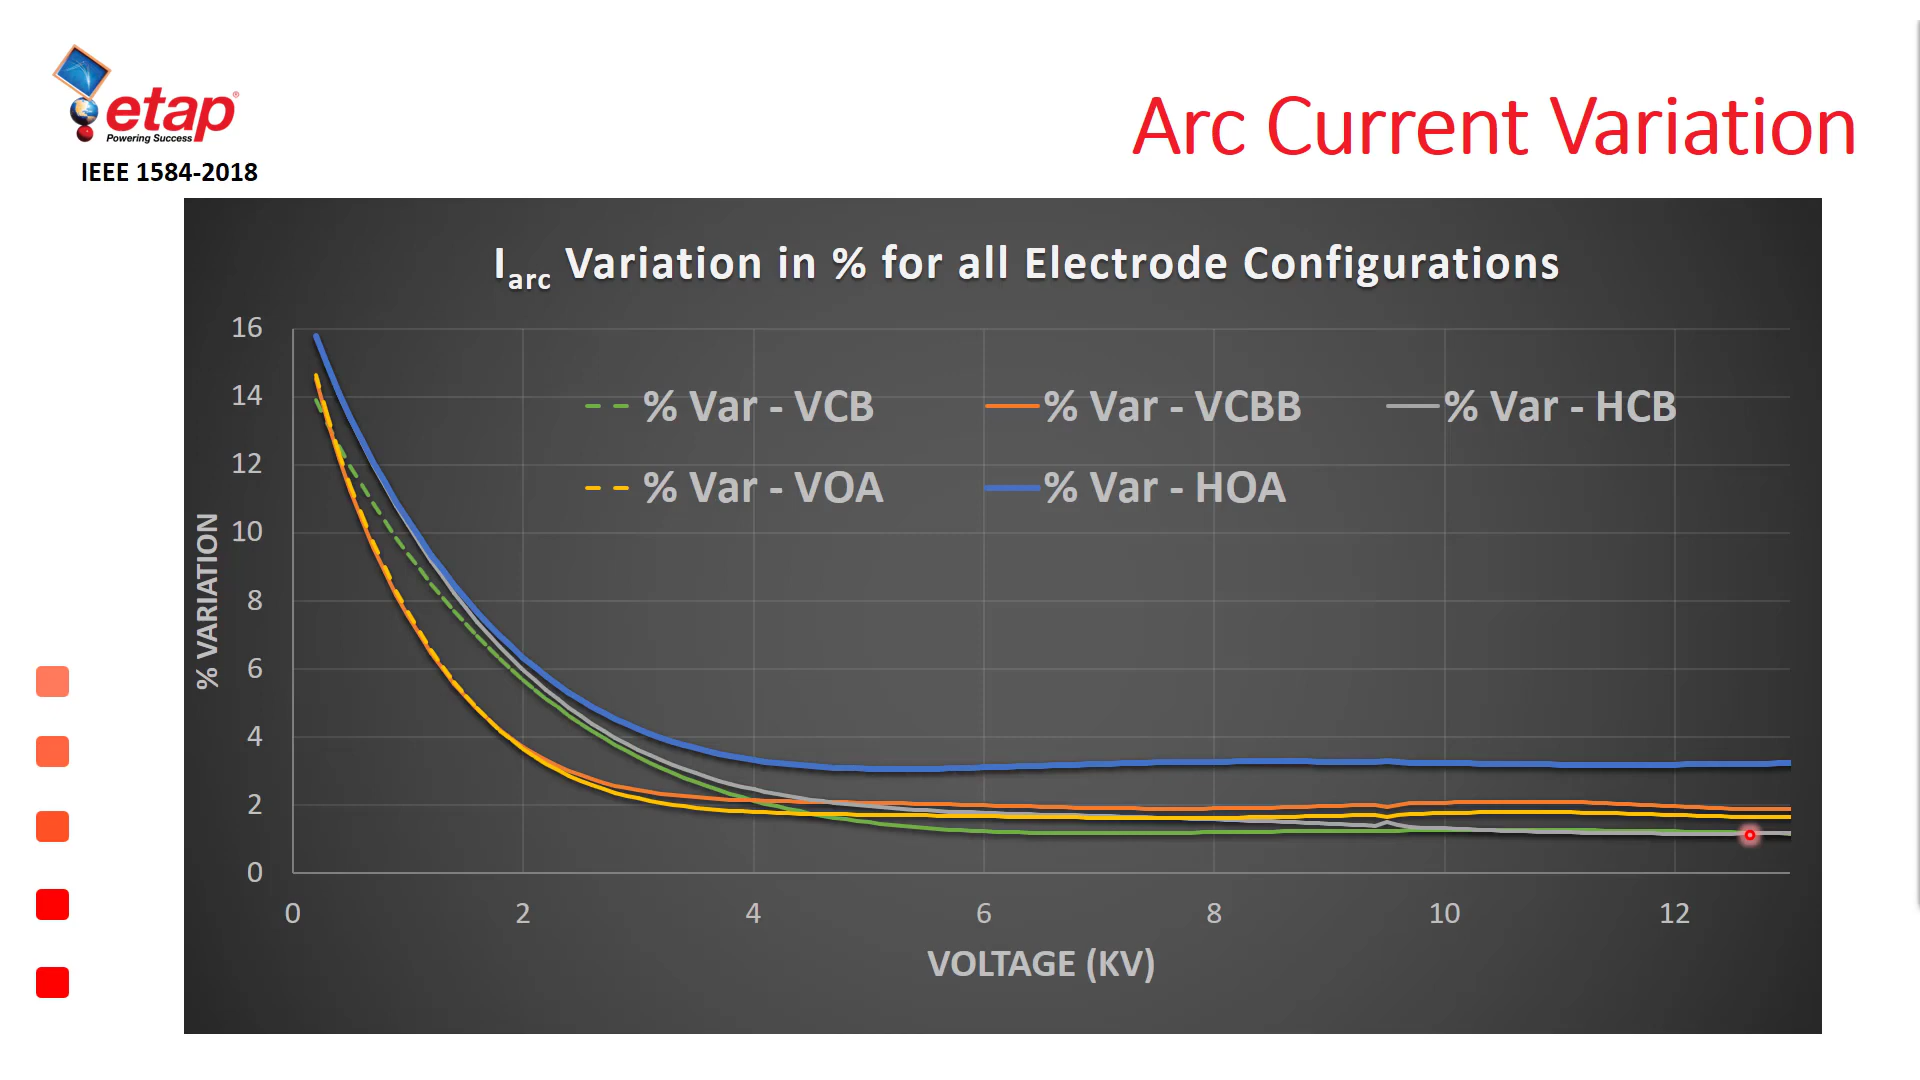 etap®
Powering Success
IEEE 1584-2018
Arc Current Variation
Iarc Variation in % for all Electrode Configurations
% Var - VCB
% Var - VCBB
% Var - HCB
% Var - VOA
% Var - HOA
% VARIATION
16
14
12
10
8
6
4
2
0
0 2 4 6 8 10 12
VOLTAGE (KV)